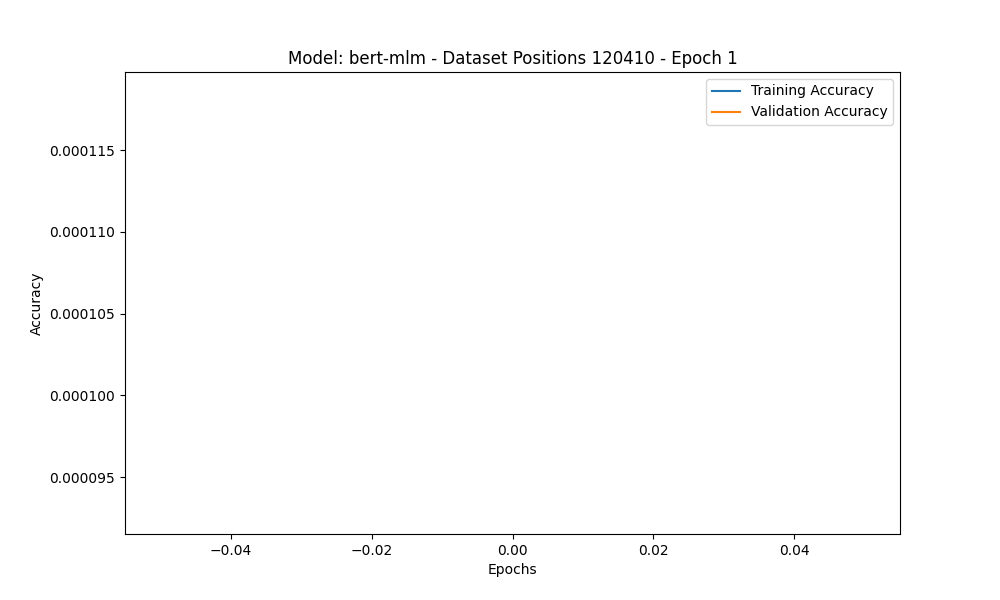 Model: bert-mlm - Dataset Positions 120410 - Epoch 1
Training Accuracy
Validation Accuracy
0.000115
0.000110
0.000105
0.000100
0.000095
Accuracy
−0.04
−0.02
0.00
0.02
0.04
Epochs